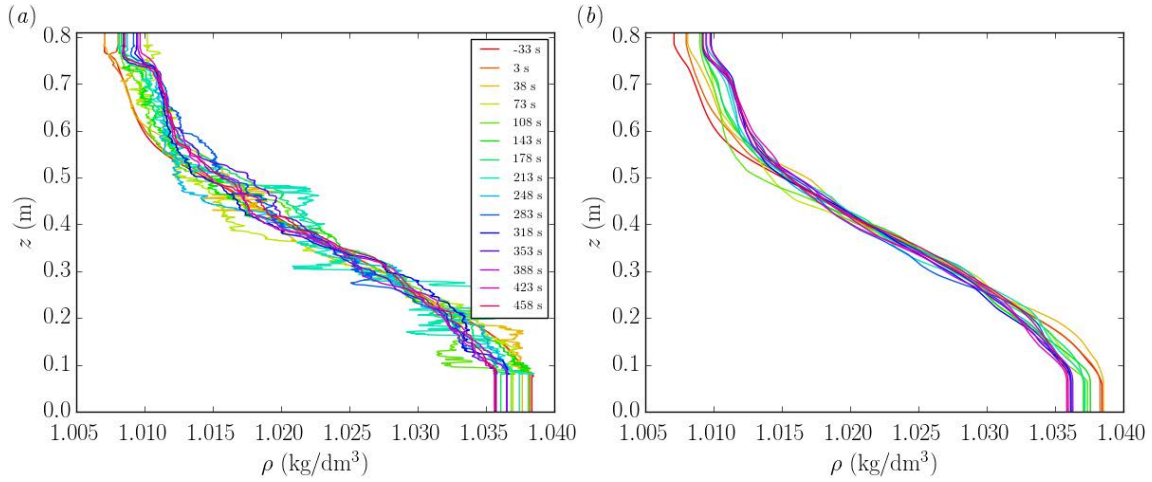 (a)
0.8
0.7
0.6
0.5
0.4
0.3
0.2
0.1
0.0
z (m)
1.005 1.010 1.015 1.020 1.025 1.030 1.035 1.040
ρ (kg/dm³)
-33 s
3 s
38 s
73 s
108 s
143 s
178 s
213 s
248 s
283 s
318 s
353 s
388 s
423 s
458 s
(b)
0.8
0.7
0.6
0.5
0.4
0.3
0.2
0.1
0.0
z (m)
1.005 1.010 1.015 1.020 1.025 1.030 1.035 1.040
ρ (kg/dm³)